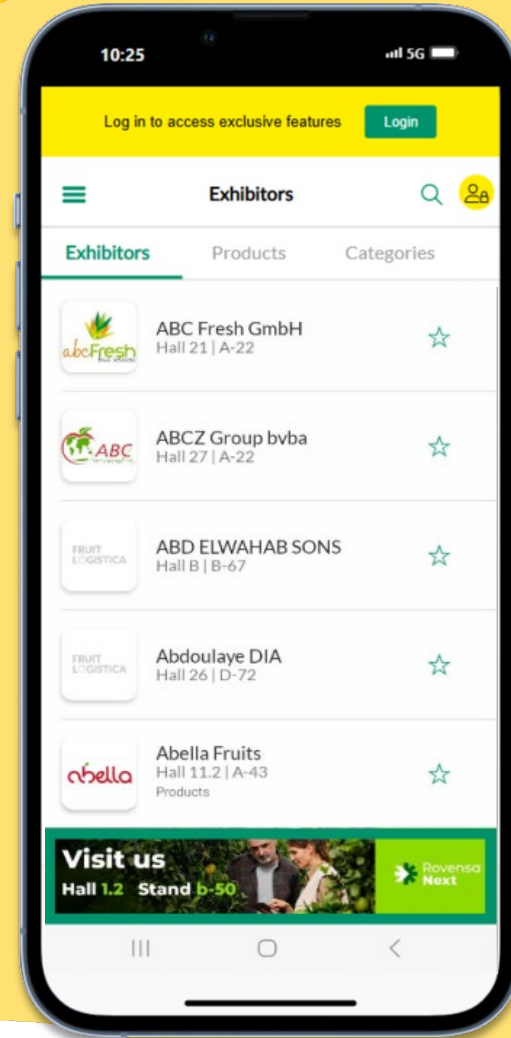 10:25
5G
Log in to access exclusive features
Login
Exhibitors
Exhibitors
Products
Categories
abcFresh
ABC Fresh GmbH
Hall 21 | A-22
ABC
ABCZ Group bvba
Hall 27 | A-22
FRUIT
LOGISTICA
ABD ELWAHAB SONS
Hall B | B-67
FRUIT
LOGISTICA
Abdoulaye DIA
Hall 26 | D-72
abella
Abella Fruits
Hall 11.2 | A-43
Products
Visit us
Hall 1.2 Stand b-50
Rovensa
Next